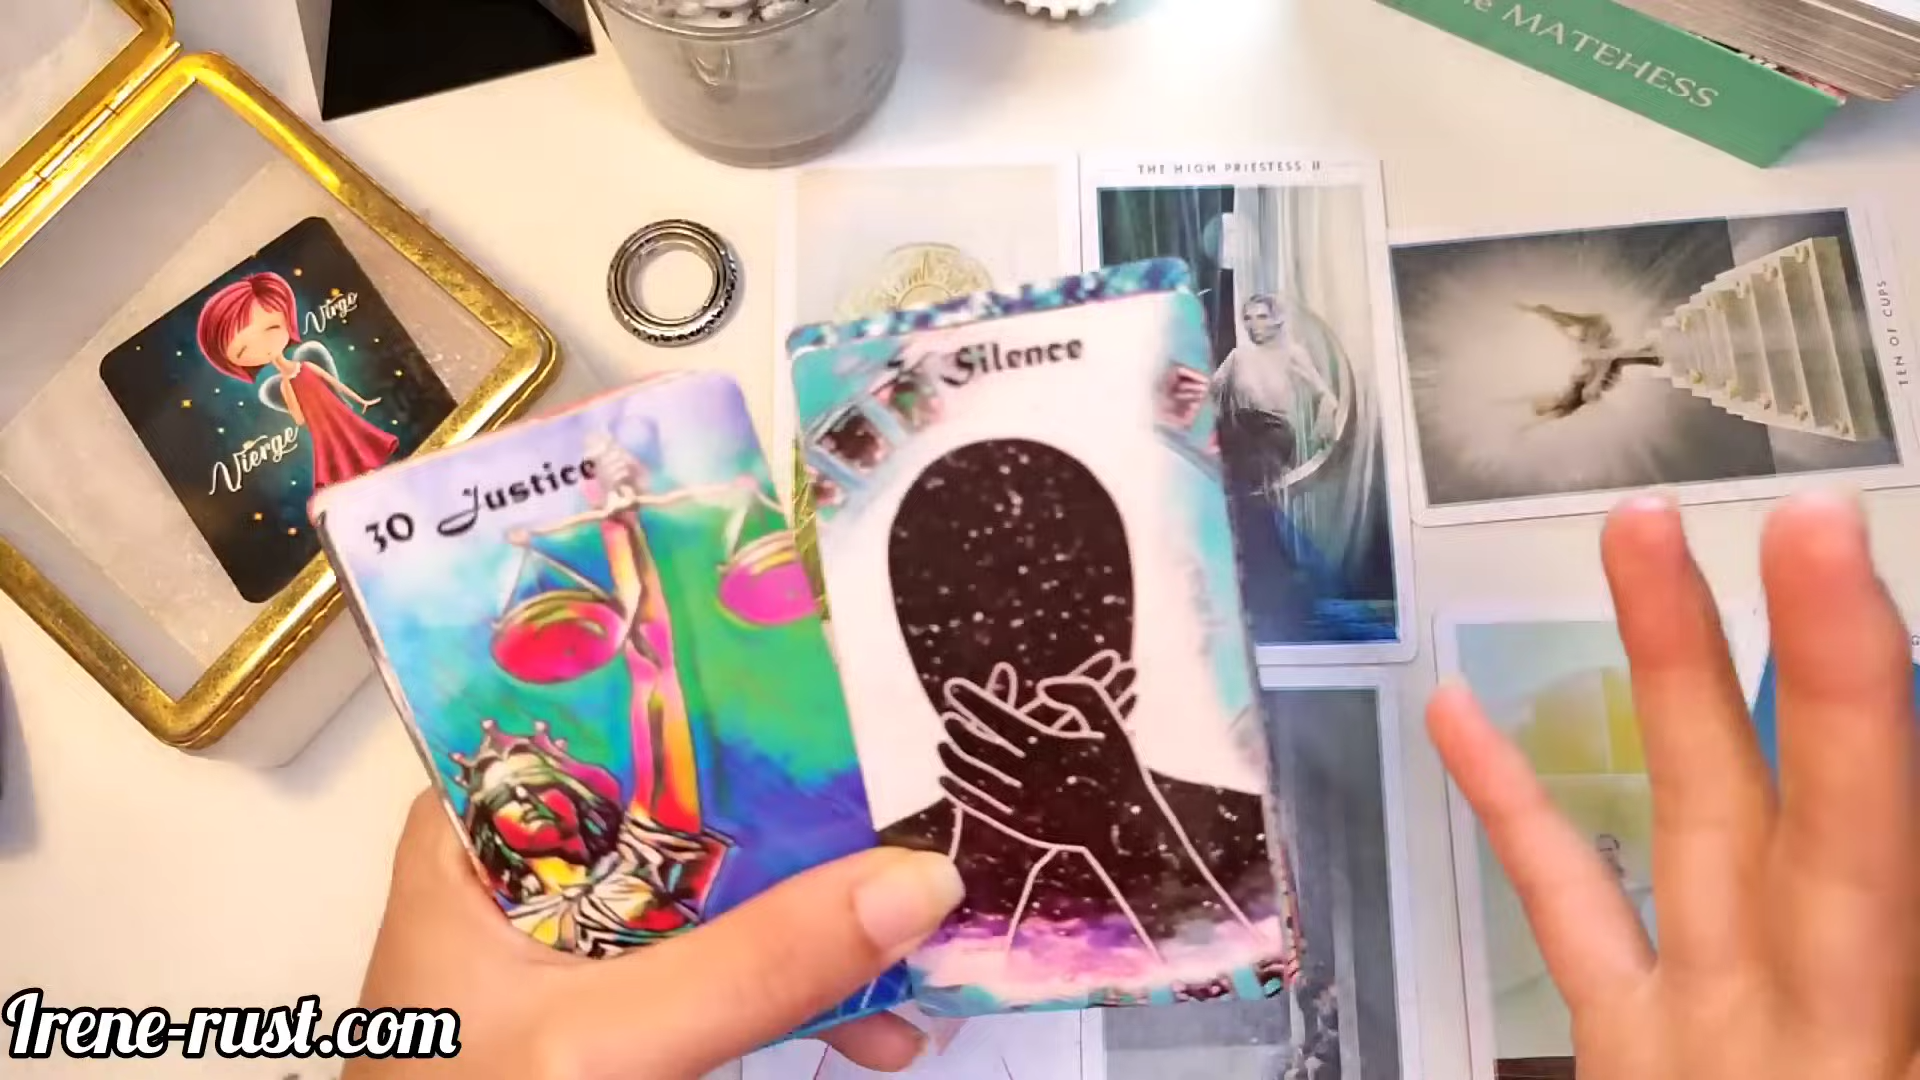 MATEHESS
THE HIGH PRIESTESS II
Virgo
Vierge
TEN OF CUPS
Silence
30 Justice
Irene-rust.com